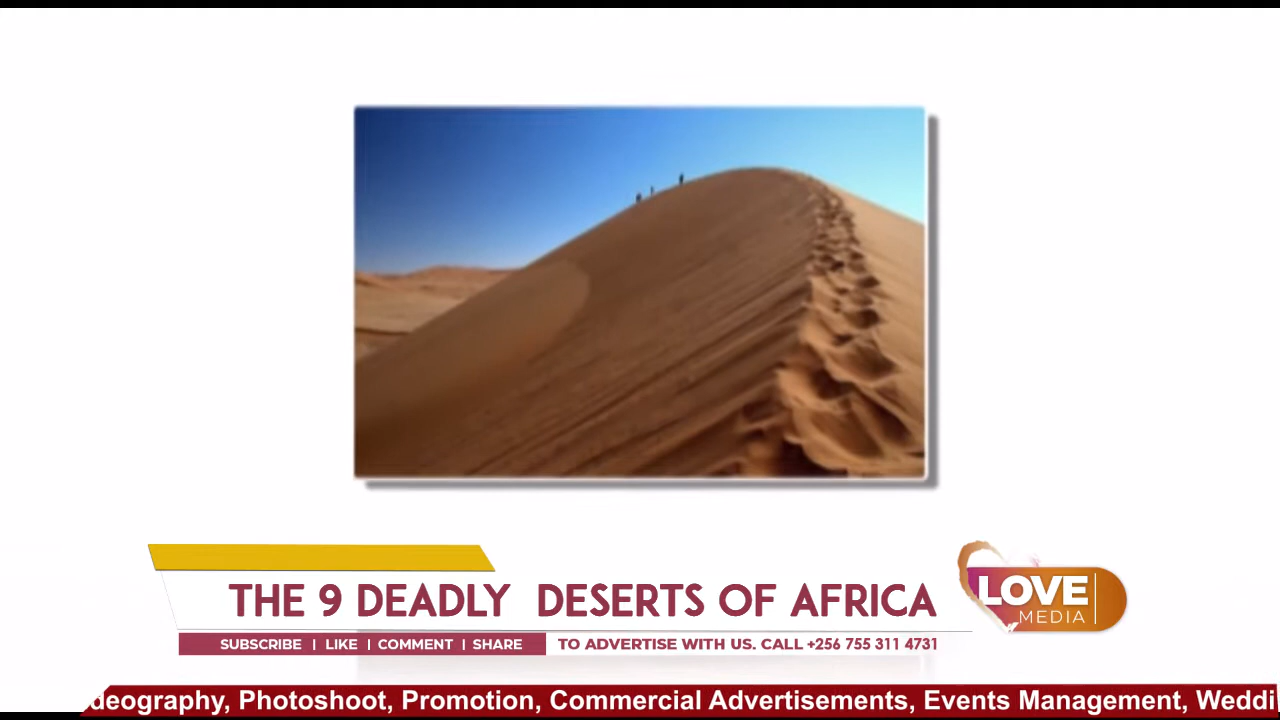 THE 9 DEADLY DESERTS OF AFRICA
LOVE
MEDIA
SUBSCRIBE | LIKE | COMMENT | SHARE
TO ADVERTISE WITH US. CALL +256 755 311 4731
deography, Photoshoot, Promotion, Commercial Advertisements, Events Management, Weddi